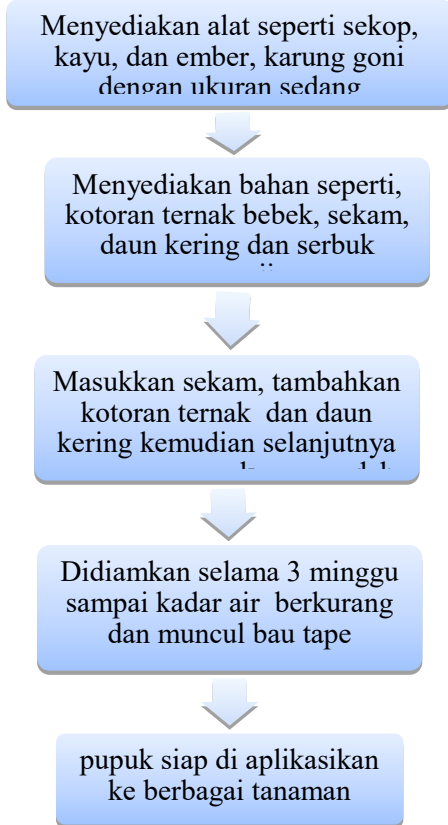 Menyediakan alat seperti sekop,
kayu, dan ember, karung goni
dengan ukuran sedang
Menyediakan bahan seperti,
kotoran ternak bebek, sekam,
daun kering dan serbuk
Masukkan sekam, tambahkan
kotoran ternak dan daun
kering kemudian selanjutnya
Didiamkan selama 3 minggu
sampai kadar air berkurang
dan muncul bau tape
pupuk siap di aplikasikan
ke berbagai tanaman